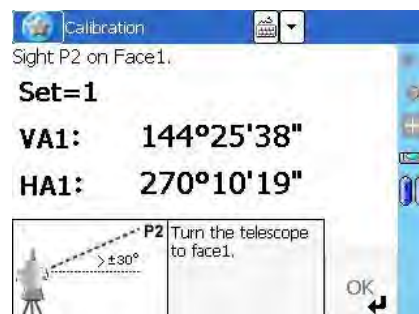 Calibration
Sight P2 on Face1.
Set=1
VA1: 144°25'38"
HA1: 270°10'19"
P2
>±30°
Turn the telescope
to face1.
OK